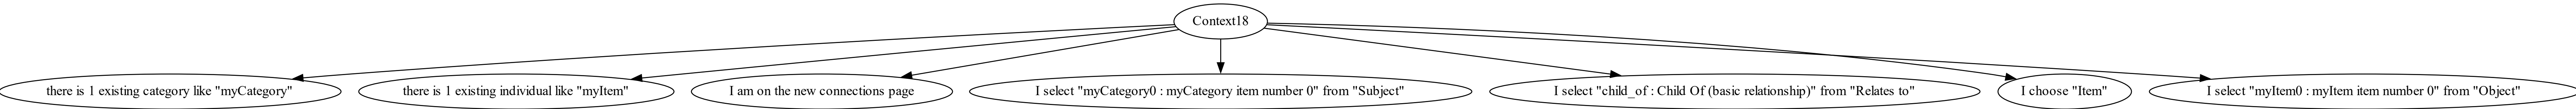 Context18
there is 1 existing category like "myCategory"
there is 1 existing individual like "myItem"
I am on the new connections page
I select "myCategory0 : myCategory item number 0" from "Subject"
I select "child_of : Child Of (basic relationship)" from "Relates to"
I choose "Item"
I select "myItem0 : myItem item number 0" from "Object"